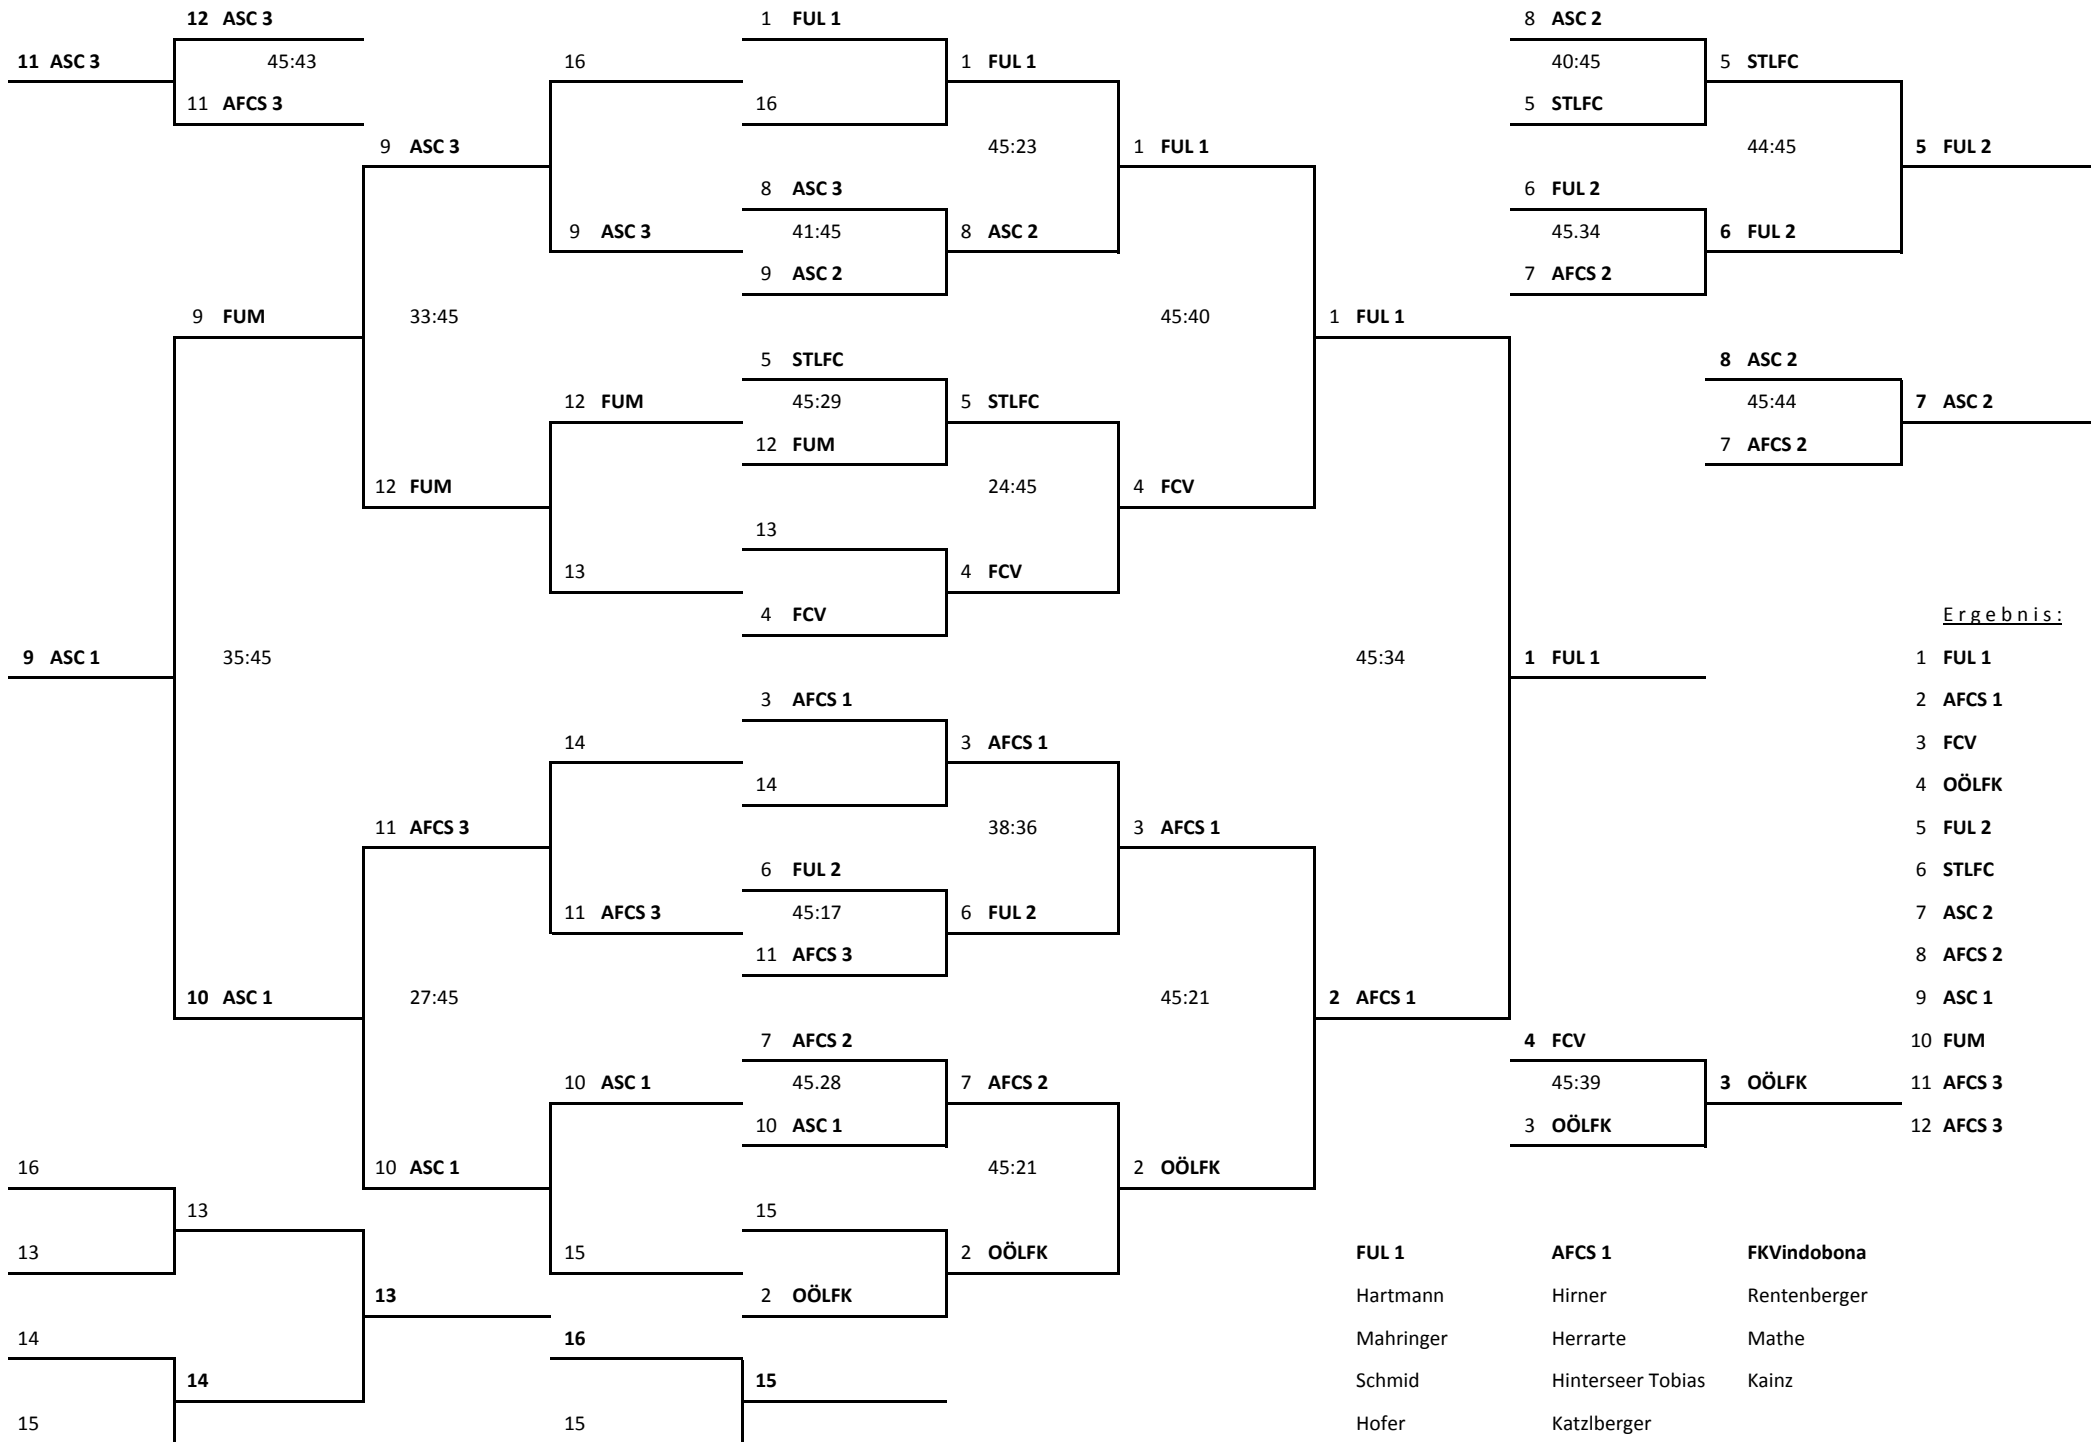 12 ASC 3 1 FUL 1 8 ASC 2
11 ASC 3 45:43 16 1 FUL 1 40:45 5 STLFC
11 AFCS 3 16 5 STLFC
9 ASC 3 45:23 1 FUL 1 44:45 5 FUL 2
8 ASC 3 6 FUL 2
9 ASC 3 41:45 8 ASC 2 45.34 6 FUL 2
9 ASC 2 7 AFCS 2
9 FUM 33:45 45:40 1 FUL 1
5 STLFC 8 ASC 2
12 FUM 45:29 5 STLFC 45:44 7 ASC 2
12 FUM 7 AFCS 2
12 FUM 24:45 4 FCV
13
13 4 FCV
4 FCV Ergebnis:
9 ASC 1 35:45 45:34 1 FUL 1 1 FUL 1
3 AFCS 1 2 AFCS 1
14 3 AFCS 1 3 FCV
14 4 OÖLFK
11 AFCS 3 38:36 3 AFCS 1 5 FUL 2
6 FUL 2 6 STLFC
11 AFCS 3 45:17 6 FUL 2 7 ASC 2
11 AFCS 3 8 AFCS 2
10 ASC 1 27:45 45:21 2 AFCS 1 9 ASC 1
7 AFCS 2 4 FCV 10 FUM
10 ASC 1 45.28 7 AFCS 2 45:39 3 OÖLFK 11 AFCS 3
10 ASC 1 3 OÖLFK 12 AFCS 3
16 10 ASC 1 45:21 2 OÖLFK
13 15
13 15 2 OÖLFK FUL 1 AFCS 1 FKVindobona
13 2 OÖLFK Hartmann Hirner Rentenberger
14 16 Mahringer Herrarte Mathe
14 15 Schmid Hinterseer Tobias Kainz
15 15 Hofer Katzlberger